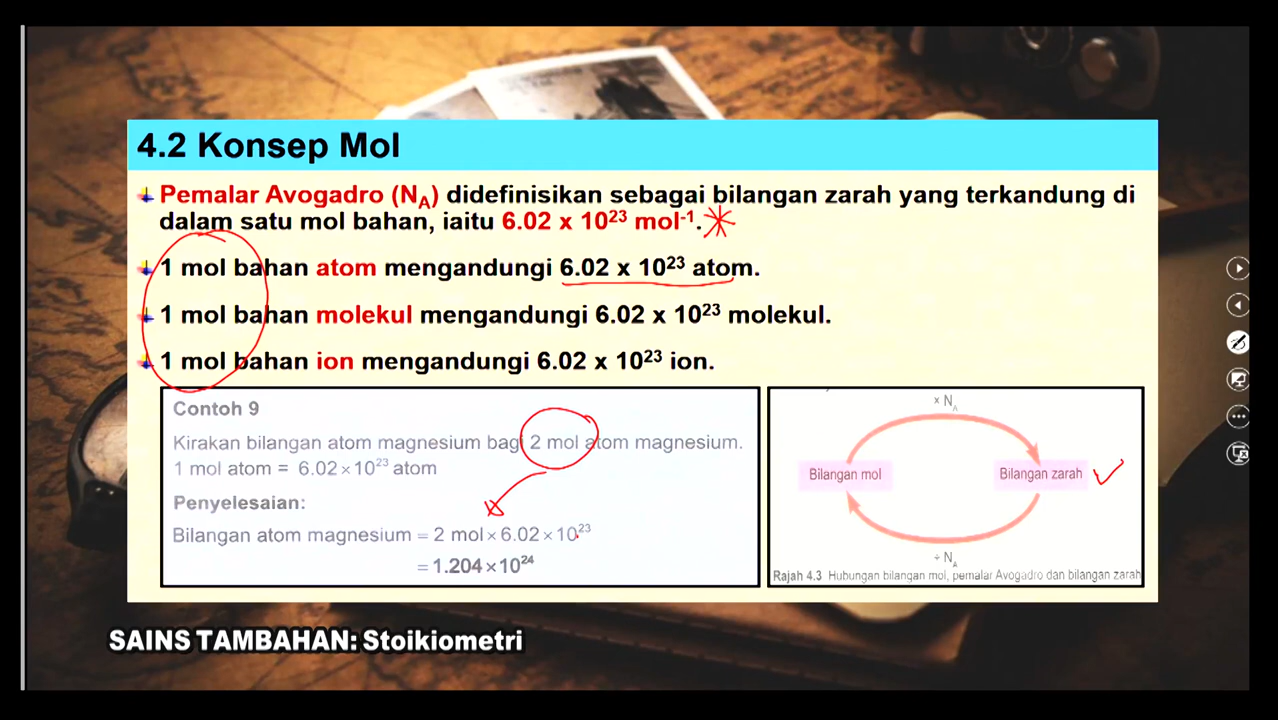 4.2 Konsep Mol
Pemalar Avogadro (N_A) didefinisikan sebagai bilangan zarah yang terkandung di
dalam satu mol bahan, iaitu 6.02 x 10²³ mol⁻¹.
1 mol bahan atom mengandungi 6.02 x 10²³ atom.
1 mol bahan molekul mengandungi 6.02 x 10²³ molekul.
1 mol bahan ion mengandungi 6.02 x 10²³ ion.
Contoh 9
Kirakan bilangan atom magnesium bagi 2 mol atom magnesium.
1 mol atom = 6.02 × 10²³ atom
Penyelesaian:
Bilangan atom magnesium = 2 mol × 6.02 × 10²³
= 1.204 × 10²⁴
× N_A
Bilangan mol
Bilangan zarah
÷ N_A
Rajah 4.3 Hubungan bilangan mol, pemalar Avogadro dan bilangan zarah
SAINS TAMBAHAN: Stoikiometri